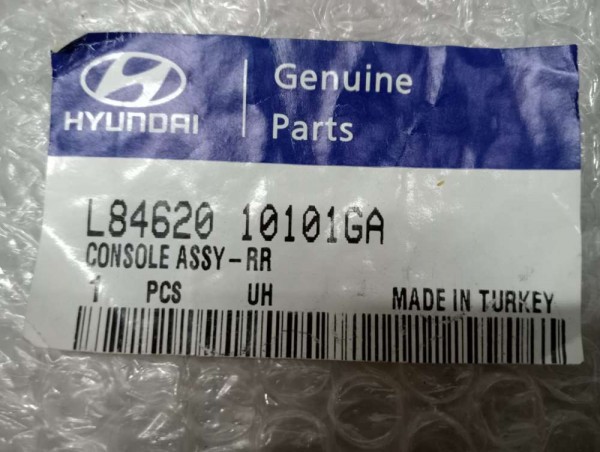 HYUNDAI
Genuine
Parts
L84620 10101GA
CONSOLE ASSY-RR
1 PCS UH MADE IN TURKEY